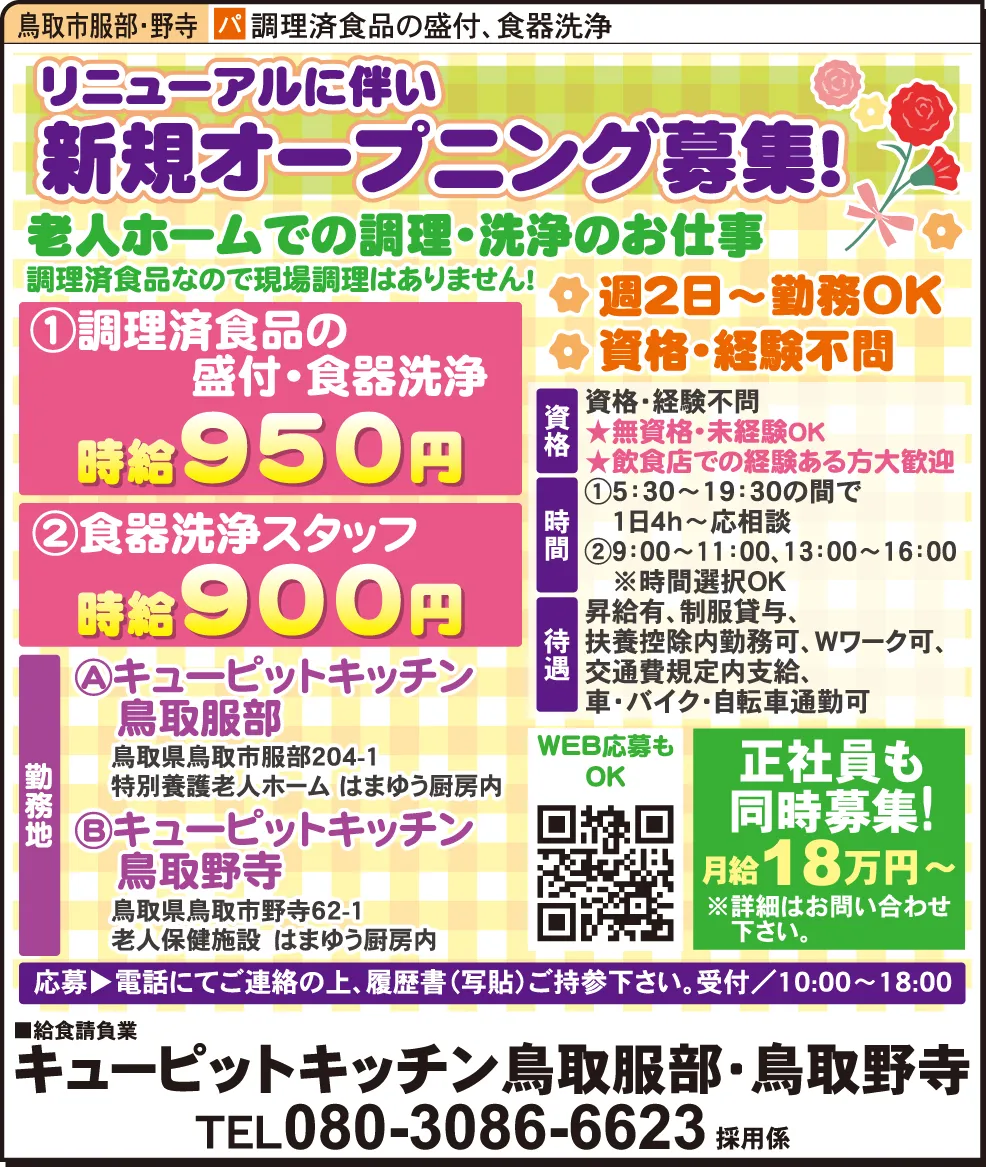 鳥取市服部・野寺 パ 調理済食品の盛付、食器洗浄
リニューアルに伴い
新規オープニング募集!
老人ホームでの調理・洗浄のお仕事
調理済食品なので現場調理はありません!
週2日～勤務OK
資格・経験不問
①調理済食品の
盛付・食器洗浄
時給950円
②食器洗浄スタッフ
時給900円
資格
資格・経験不問
★無資格・未経験OK
★飲食店での経験ある方大歓迎
時間
①5:30～19:30の間で
1日4h～応相談
②9:00～11:00、13:00～16:00
※時間選択OK
待遇
昇給有、制服貸与、
扶養控除内勤務可、Wワーク可、
交通費規定内支給、
車・バイク・自転車通勤可
勤務地
Ⓐキューピットキッチン
鳥取服部
鳥取県鳥取市服部204-1
特別養護老人ホーム はまゆう厨房内
Ⓑキューピットキッチン
鳥取野寺
鳥取県鳥取市野寺62-1
老人保健施設 はまゆう厨房内
WEB応募も
OK
正社員も
同時募集!
月給18万円～
※詳細はお問い合わせ
下さい。
応募▶電話にてご連絡の上、履歴書(写貼)ご持参下さい。受付/10:00～18:00
■給食請負業
キューピットキッチン鳥取服部・鳥取野寺
TEL080-3086-6623 採用係